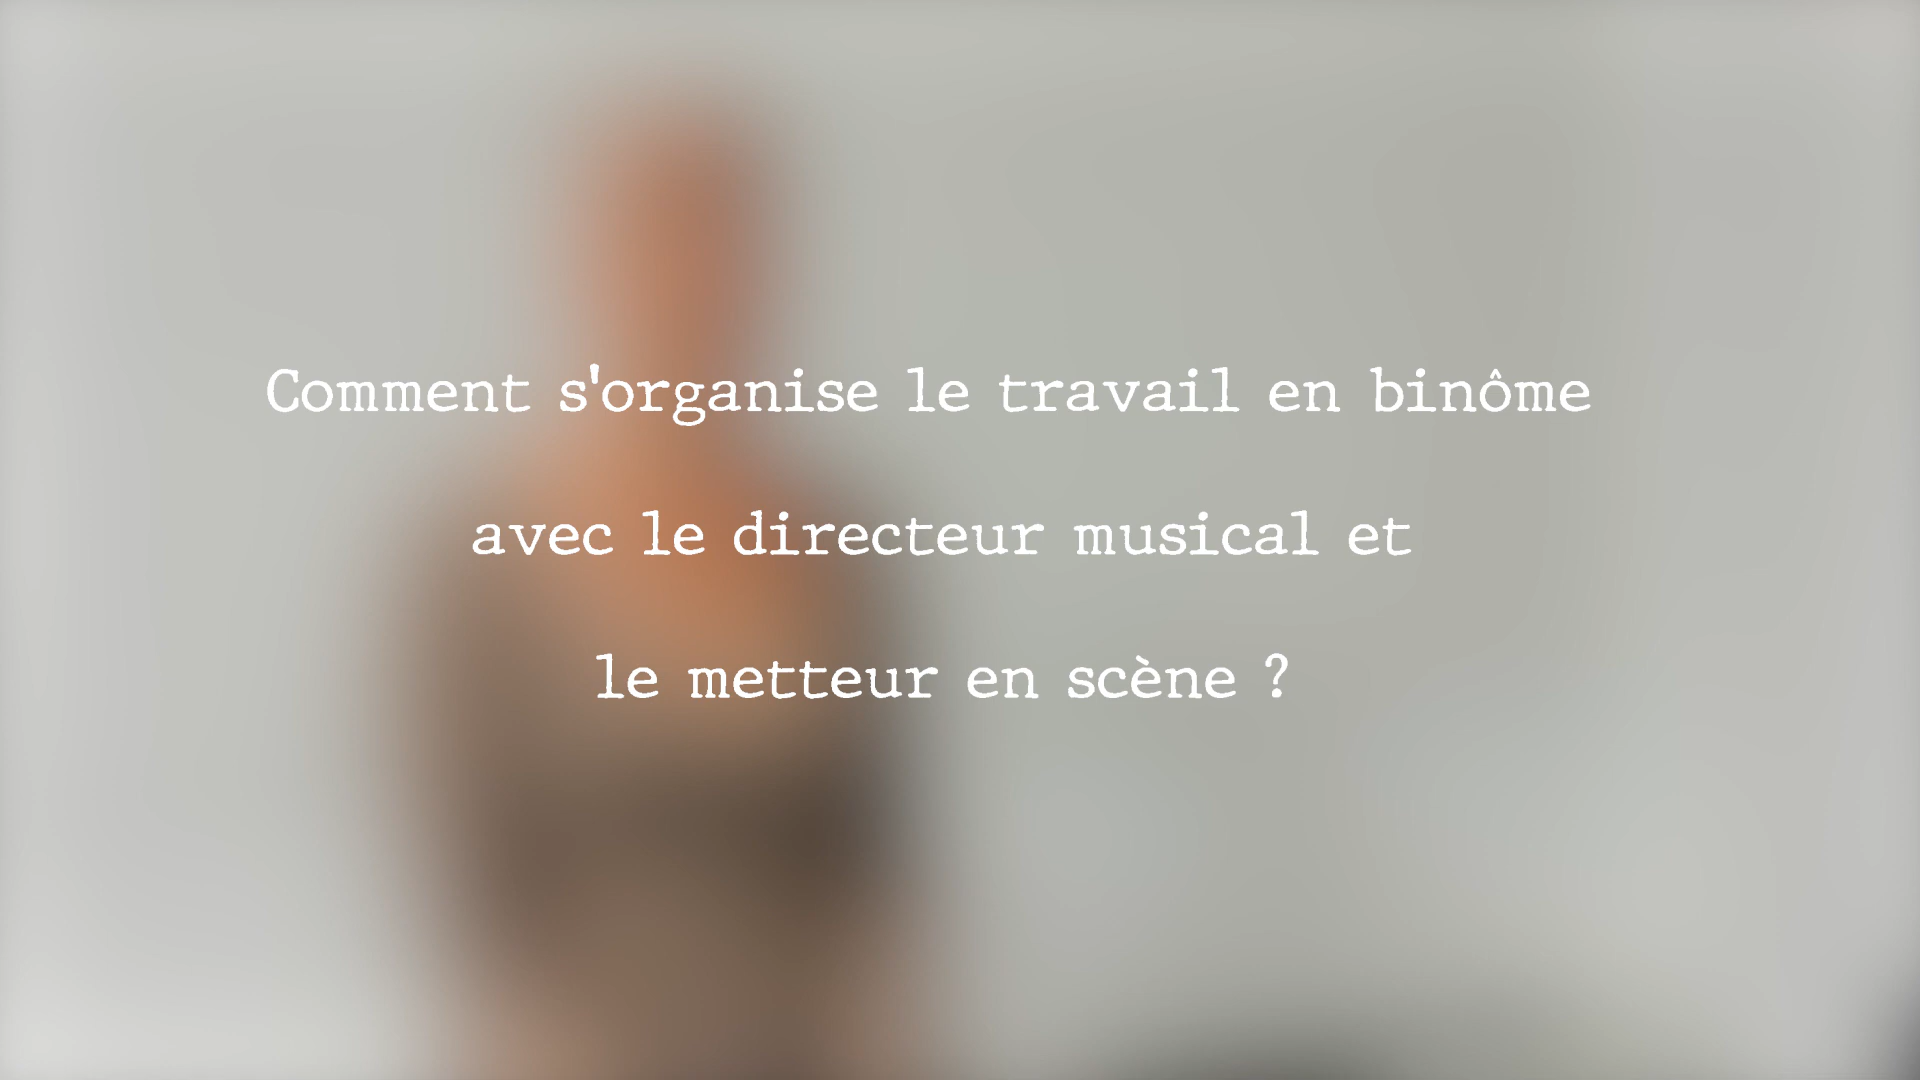 Comment s'organise le travail en binôme
avec le directeur musical et
le metteur en scène ?